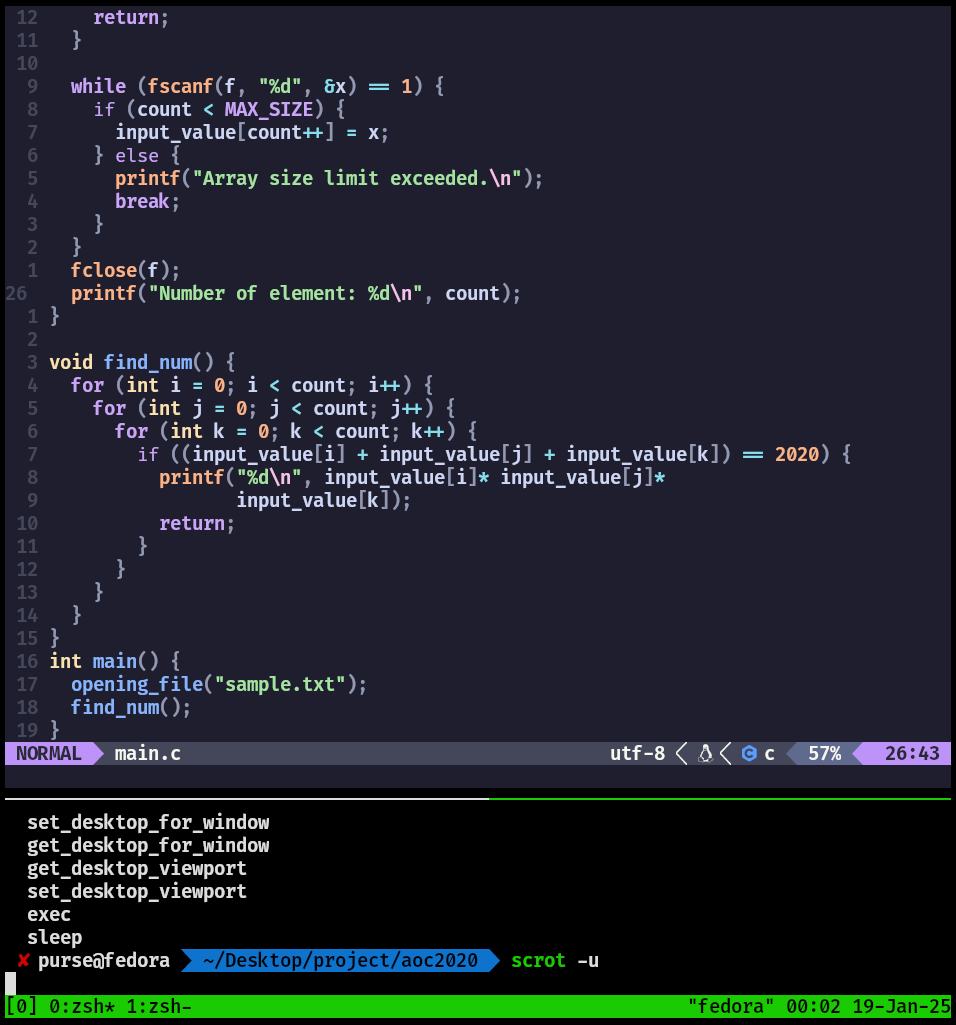 12 return;
11 }
10
9 while (fscanf(f, "%d", &x) == 1) {
8 if (count < MAX_SIZE) {
7 input_value[count++] = x;
6 } else {
5 printf("Array size limit exceeded.\n");
4 break;
3 }
2 }
1 fclose(f);
26 printf("Number of element: %d\n", count);
1 }
2
3 void find_num() {
4 for (int i = 0; i < count; i++) {
5 for (int j = 0; j < count; j++) {
6 for (int k = 0; k < count; k++) {
7 if ((input_value[i] + input_value[j] + input_value[k]) == 2020) {
8 printf("%d\n", input_value[i]* input_value[j]*
9 input_value[k]);
10 return;
11 }
12 }
13 }
14 }
15 }
16 int main() {
17 opening_file("sample.txt");
18 find_num();
19 }
NORMAL main.c utf-8 c 57% 26:43
set_desktop_for_window
get_desktop_for_window
get_desktop_viewport
set_desktop_viewport
exec
sleep
✘ purse@fedora ~/Desktop/project/aoc2020 scrot -u
[0] 0:zsh* 1:zsh- "fedora" 00:02 19-Jan-25